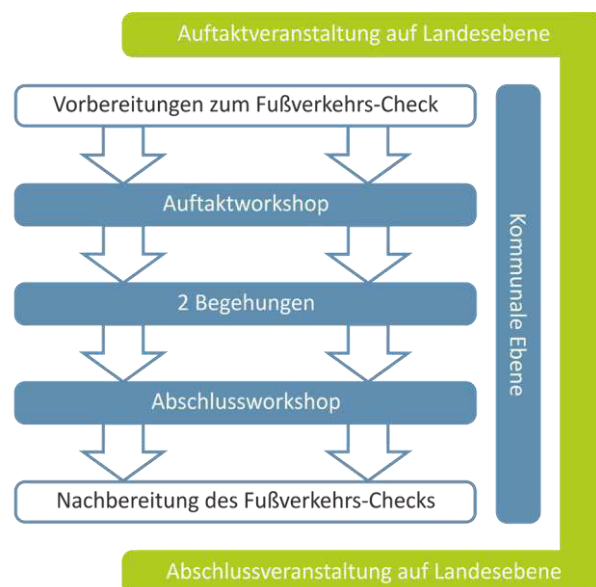 Auftaktveranstaltung auf Landesebene
Vorbereitungen zum Fußverkehrs-Check
Auftaktworkshop
2 Begehungen
Abschlussworkshop
Nachbereitung des Fußverkehrs-Checks
Kommunale Ebene
Abschlussveranstaltung auf Landesebene